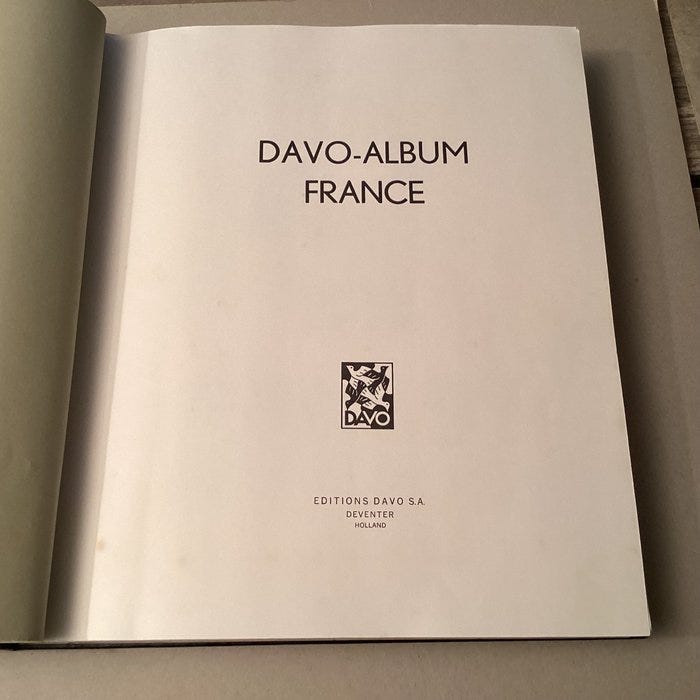 DAVO-ALBUM
FRANCE
DAVO
EDITIONS DAVO S.A.
DEVENTER
HOLLAND